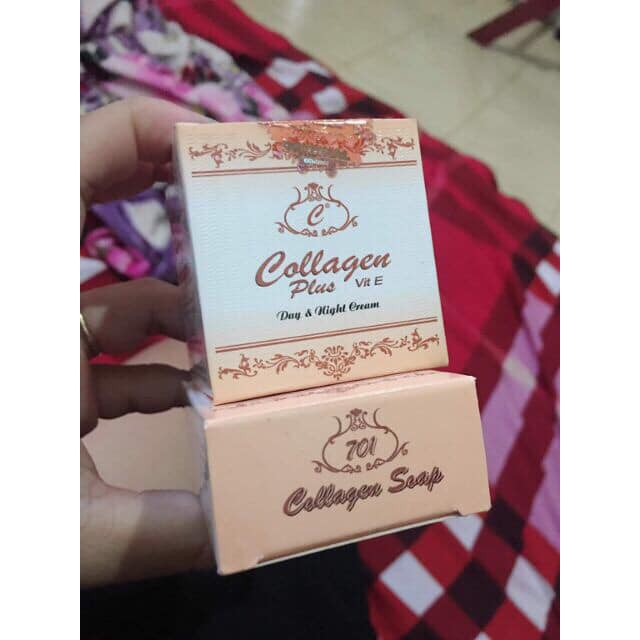 C
Collagen
Plus Vit E
Day & Night Cream
701
Collagen Soap